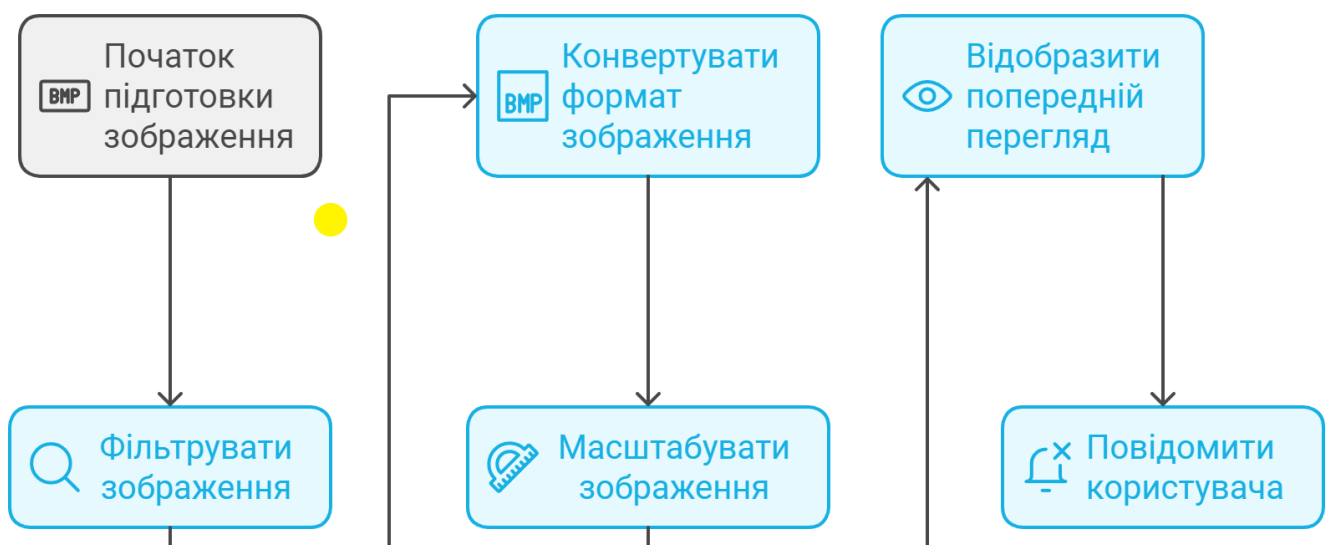 BMP
Початок
підготовки
зображення
BMP
Конвертувати
формат
зображення
Відобразити
попередній
перегляд
Фільтрувати
зображення
Масштабувати
зображення
Повідомити
користувача